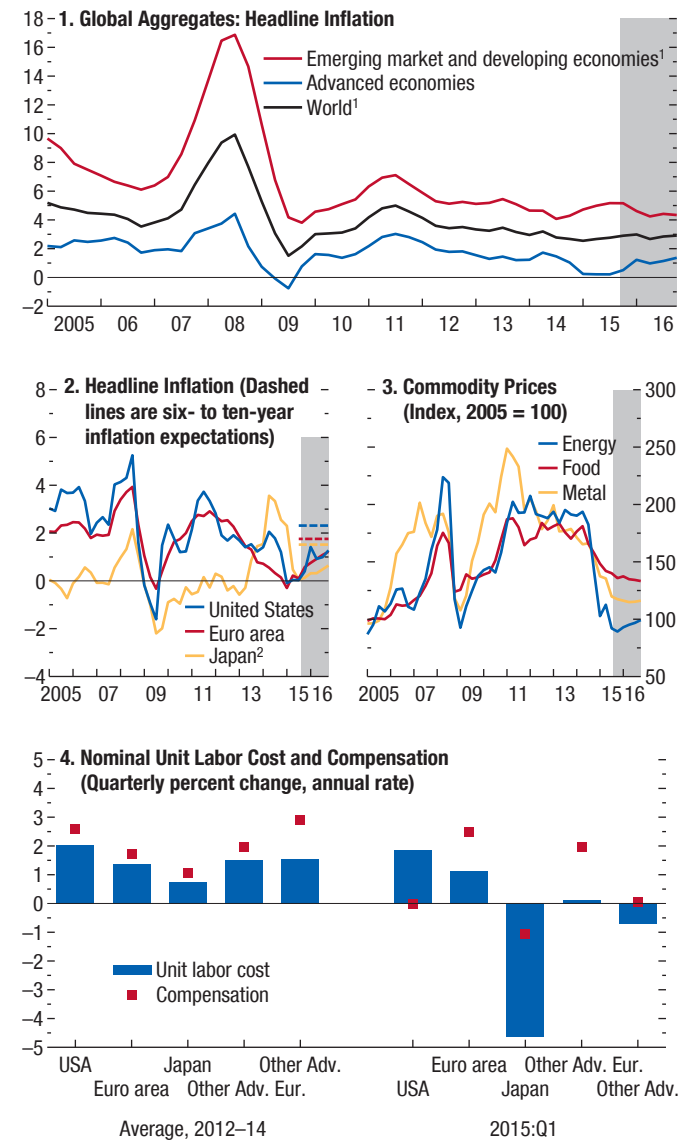 1. Global Aggregates: Headline Inflation
18
16
14
12
10
8
6
4
2
0
–2
Emerging market and developing economies1
Advanced economies
World1
2005 06 07 08 09 10 11 12 13 14 15 16
2. Headline Inflation (Dashed
lines are six- to ten-year
inflation expectations)
8
6
4
2
0
–2
–4
United States
Euro area
Japan2
2005 07 09 11 13 15 16
3. Commodity Prices
(Index, 2005 = 100)
Energy
Food
Metal
300
250
200
150
100
50
2005 07 09 11 13 15 16
4. Nominal Unit Labor Cost and Compensation
(Quarterly percent change, annual rate)
5
4
3
2
1
0
–1
–2
–3
–4
–5
Unit labor cost
Compensation
USA Japan Other Adv. Euro area Other Adv. Eur.
Euro area Other Adv. Eur. USA Japan Other Adv.
Average, 2012–14 2015:Q1